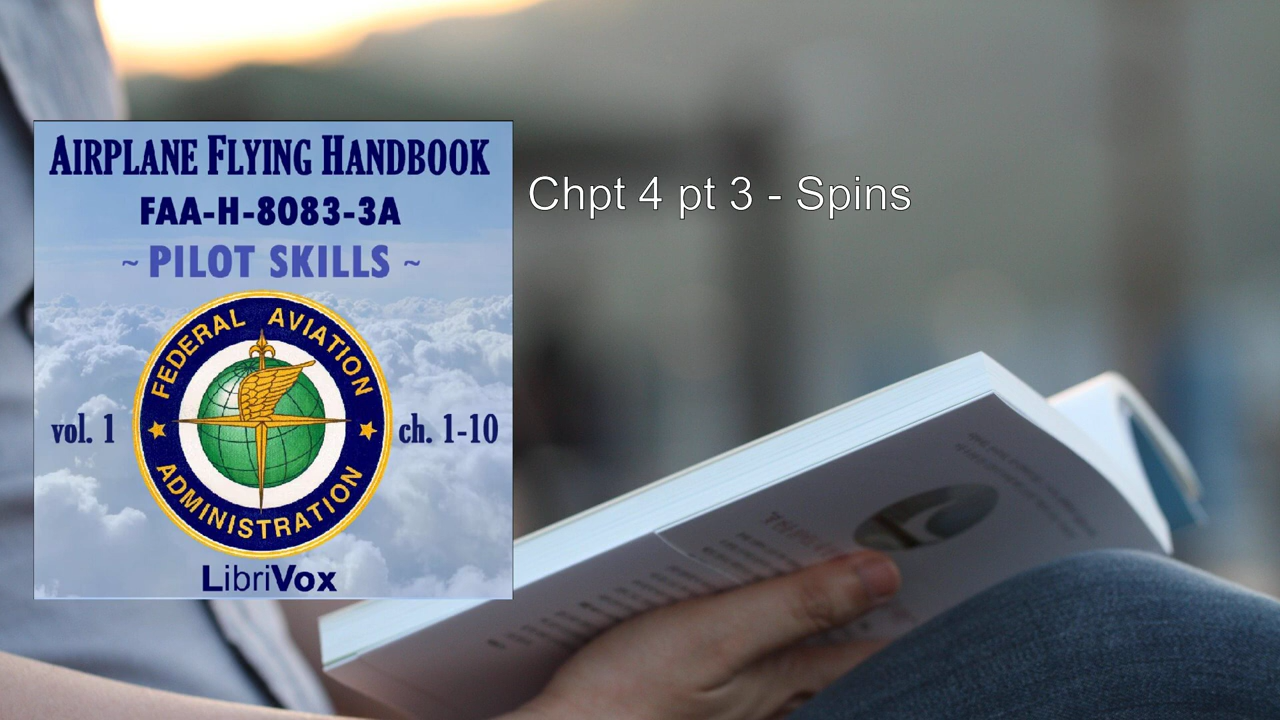 AIRPLANE FLYING HANDBOOK
FAA-H-8083-3A
~ PILOT SKILLS ~
FEDERAL AVIATION
vol. 1
ch. 1-10
ADMINISTRATION
LibriVox
Chpt 4 pt 3 - Spins